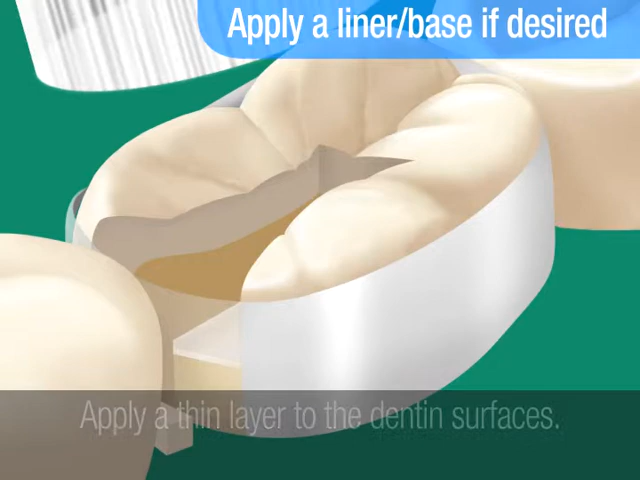 Apply a liner/base if desired
Apply a thin layer to the dentin surfaces.